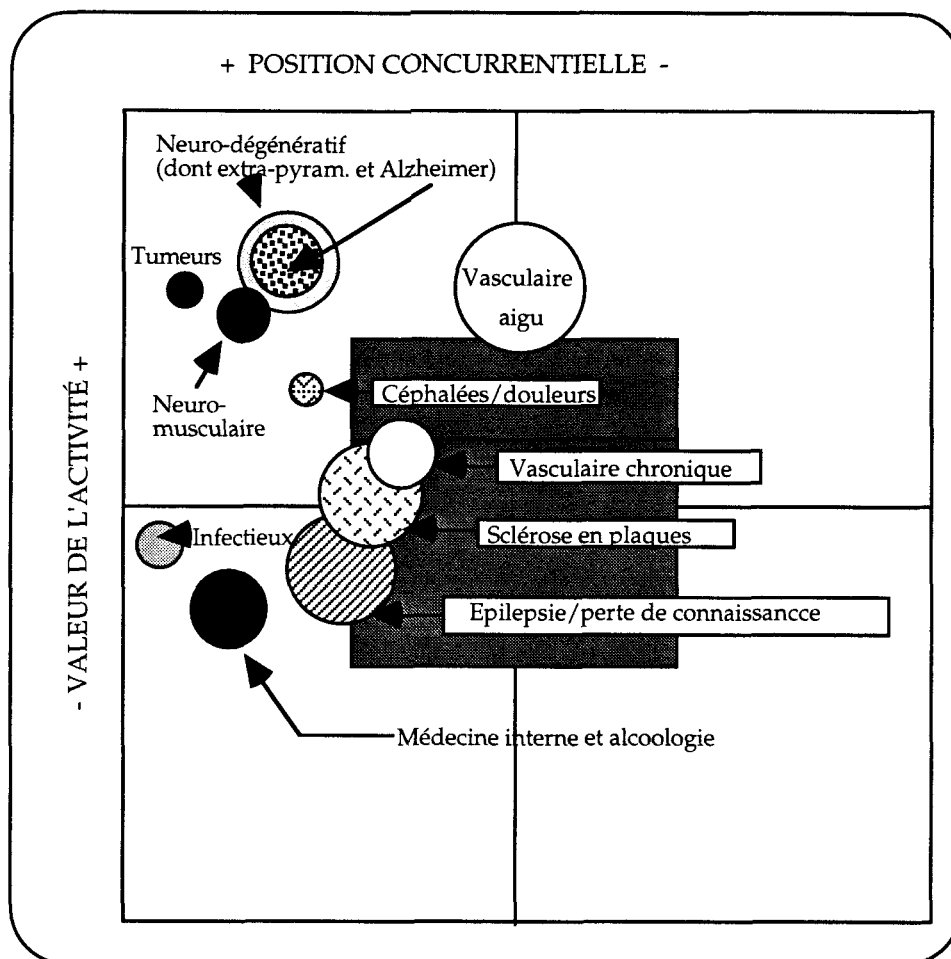 + POSITION CONCURRENTIELLE -
Neuro-dégénératif
(dont extra-pyram. et Alzheimer)
Tumeurs
Vasculaire
aigu
Céphalées/douleurs
Neuro-
musculaire
Vasculaire chronique
Sclérose en plaques
Infectieux
Epilepsie/perte de connaissancce
Médecine interne et alcoologie
- VALEUR DE L'ACTIVITÉ +